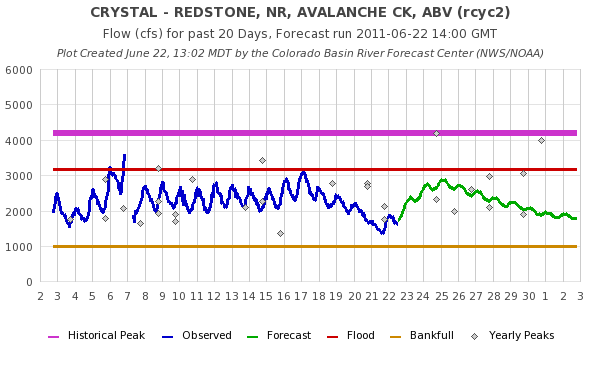 CRYSTAL - REDSTONE, NR, AVALANCHE CK, ABV (rcyc2)
Flow (cfs) for past 20 Days, Forecast run 2011-06-22 14:00 GMT
Plot Created June 22, 13:02 MDT by the Colorado Basin River Forecast Center (NWS/NOAA)
6000
5000
4000
3000
2000
1000
0
2 3 4 5 6 7 8 9 10 11 12 13 14 15 16 17 18 19 20 21 22 23 24 25 26 27 28 29 30 1 2 3
Historical Peak Observed Forecast Flood Bankfull Yearly Peaks